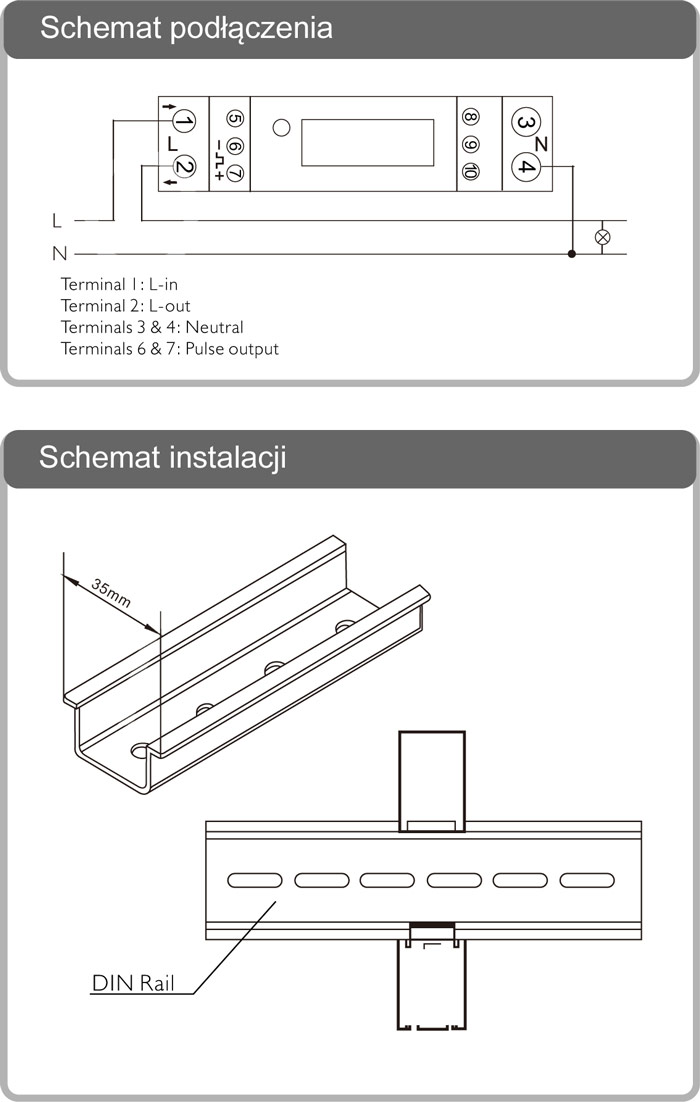 Schemat podłączenia
1
L
2
5
6
7
- +
8
9
10
3
N
4
L
N
Terminal 1: L-in
Terminal 2: L-out
Terminals 3 & 4: Neutral
Terminals 6 & 7: Pulse output
Schemat instalacji
35mm
DIN Rail